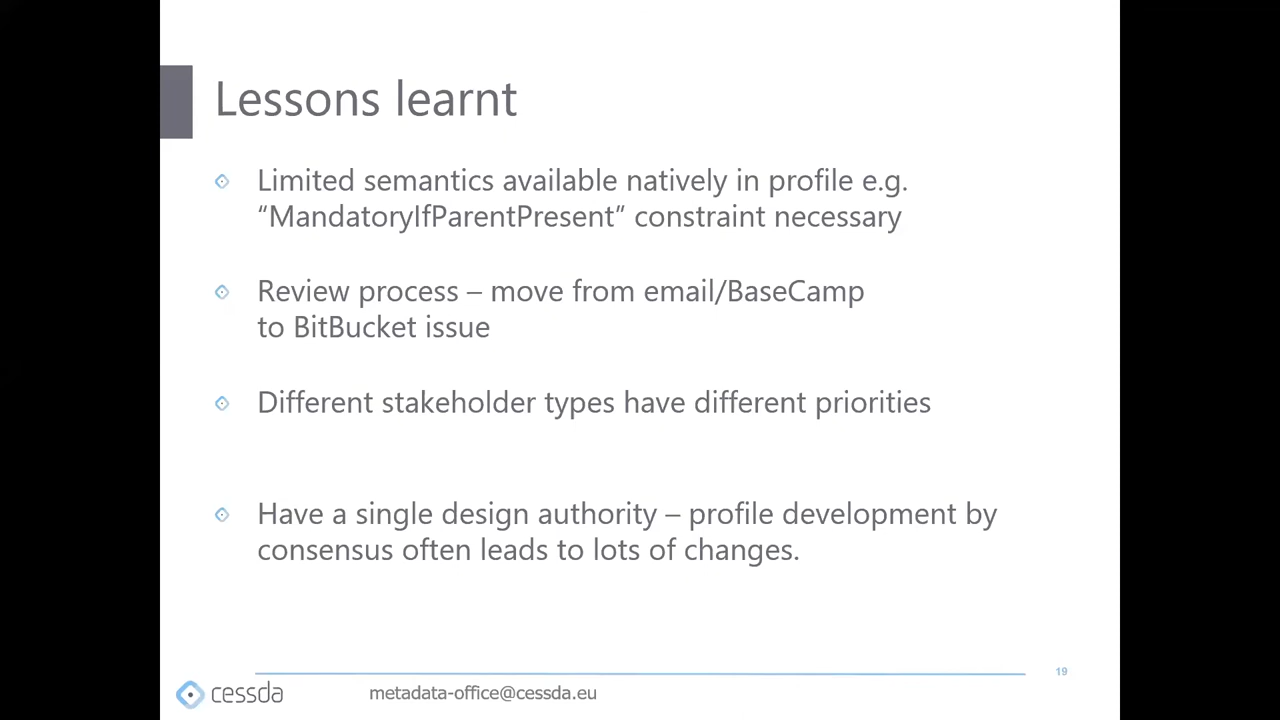 Lessons learnt
Limited semantics available natively in profile e.g.
“MandatoryIfParentPresent” constraint necessary
Review process – move from email/BaseCamp
to BitBucket issue
Different stakeholder types have different priorities
Have a single design authority – profile development by
consensus often leads to lots of changes.
19
cessda
metadata-office@cessda.eu